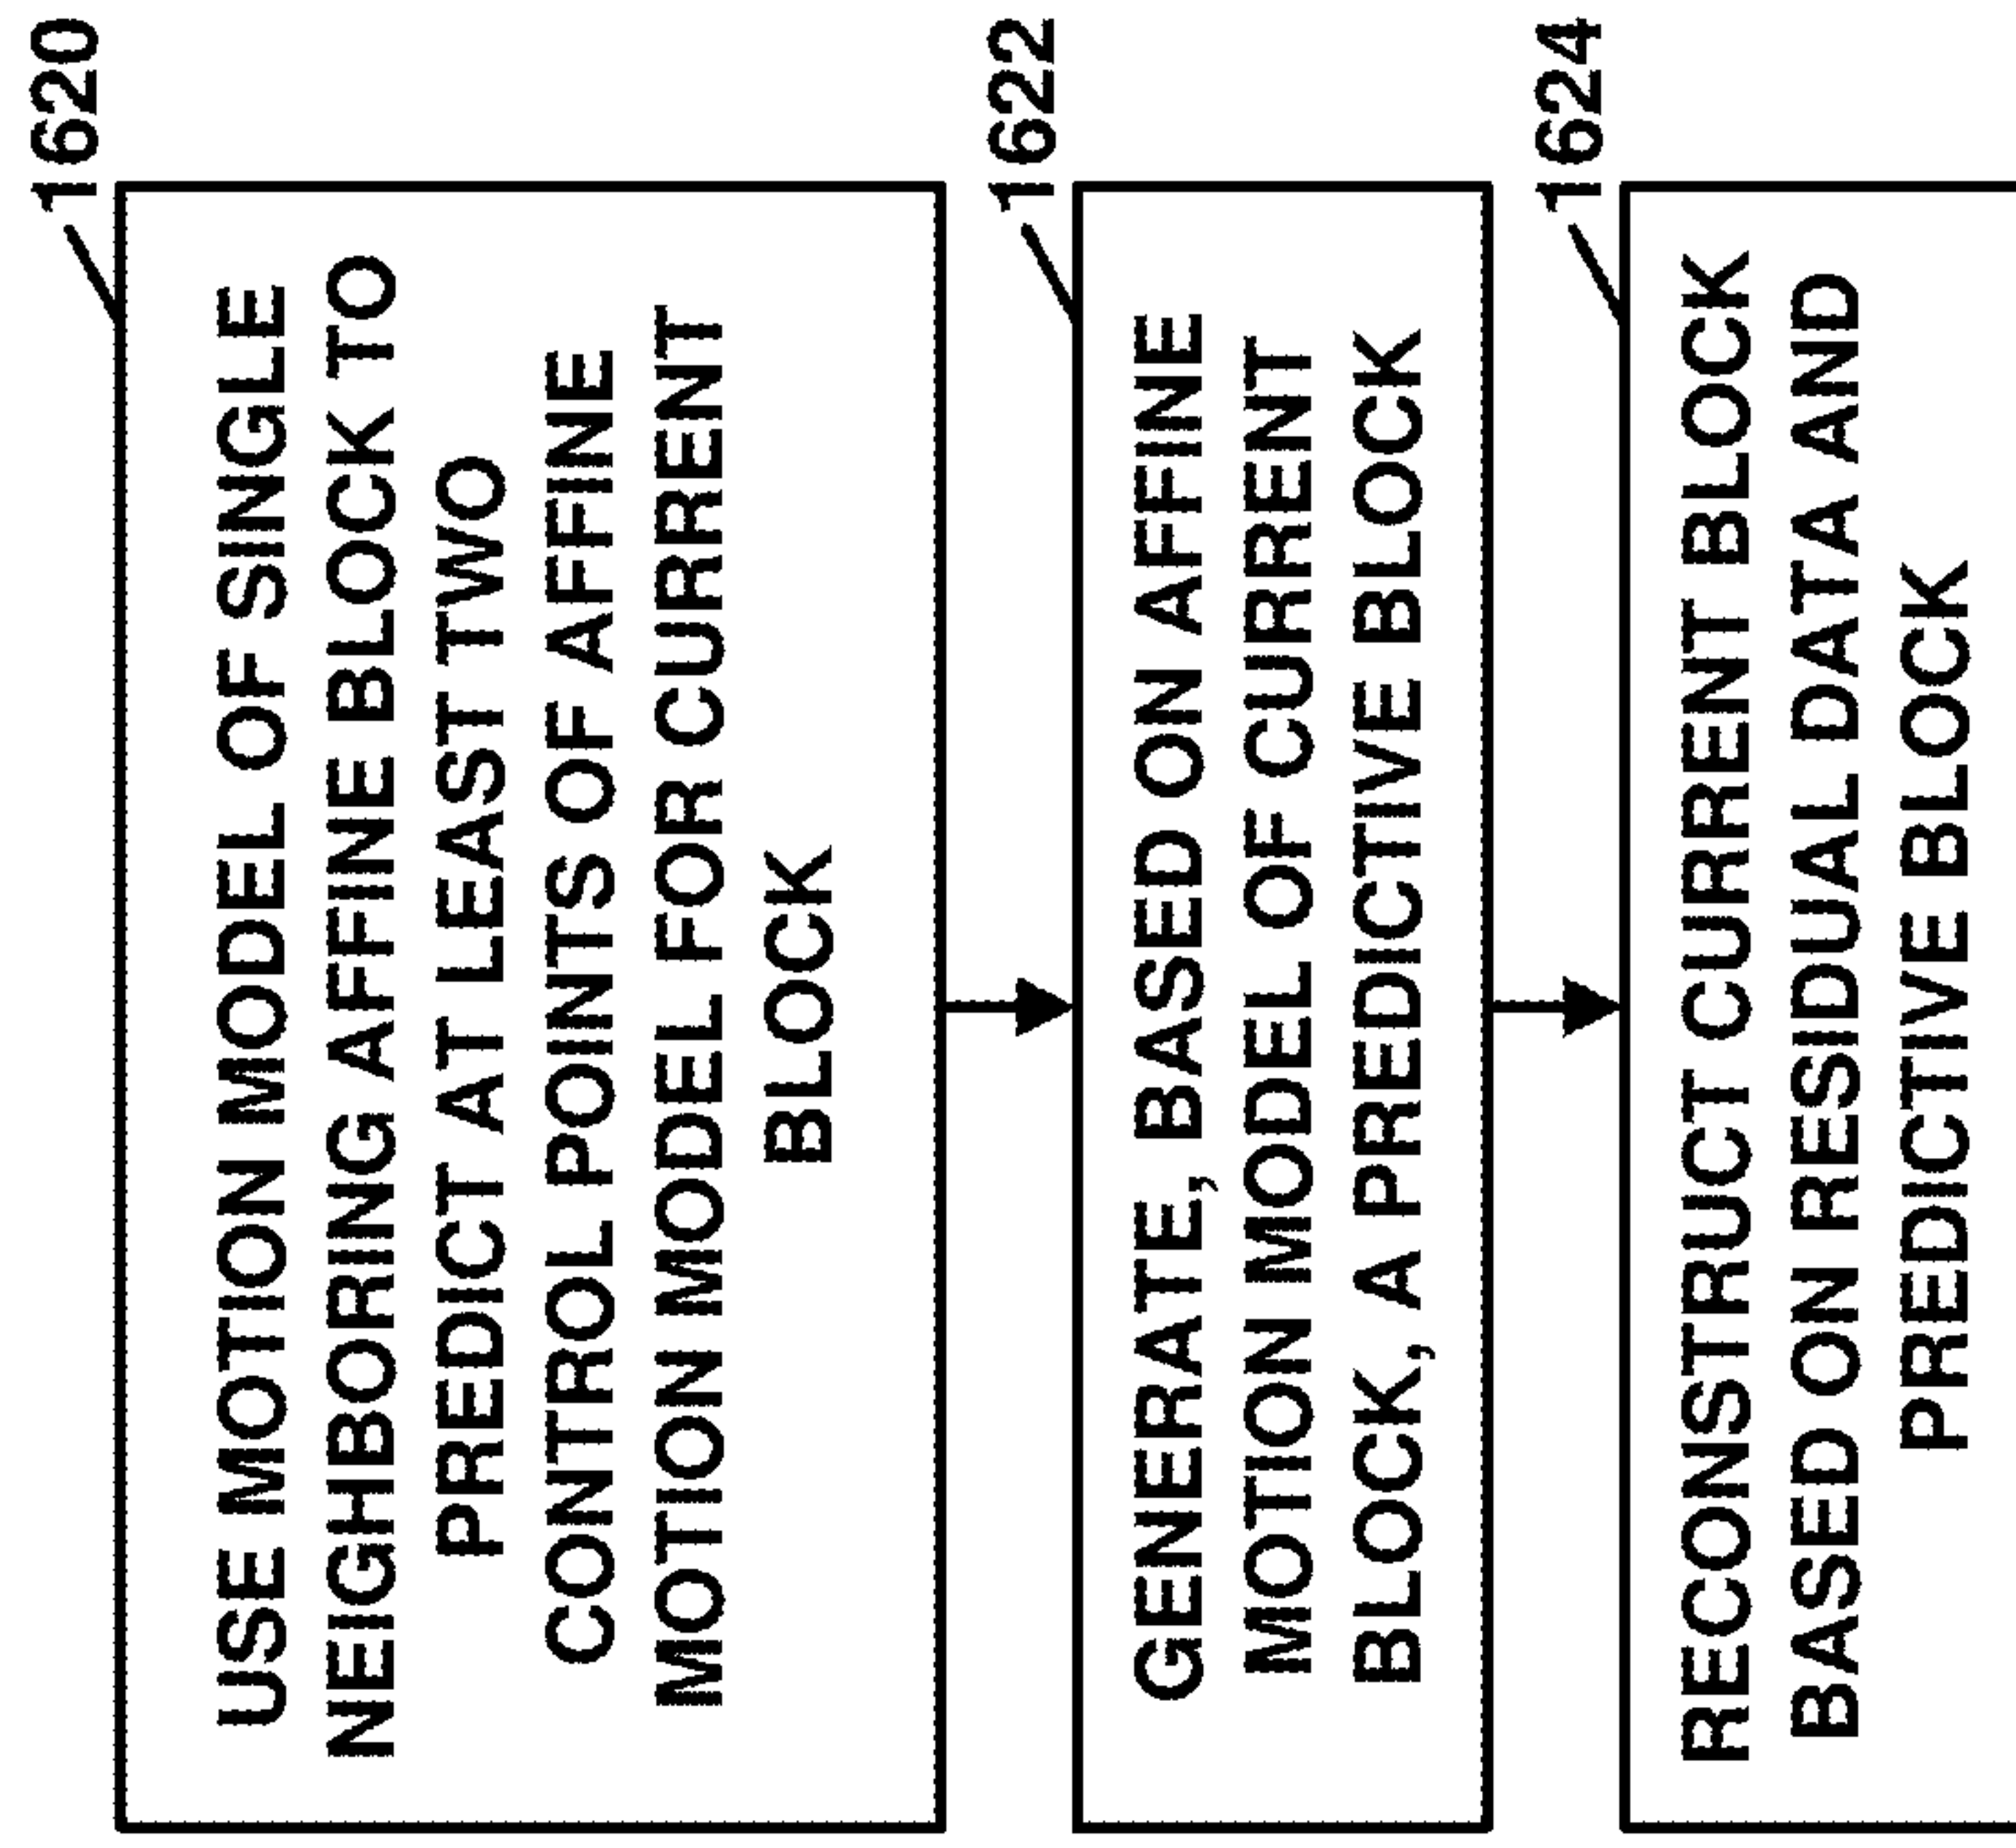 1620
USE MOTION MODEL OF SINGLE
NEIGHBORING AFFINE BLOCK TO
PREDICT AT LEAST TWO
CONTROL POINTS OF AFFINE
MOTION MODEL FOR CURRENT
BLOCK
1622
GENERATE, BASED ON AFFINE
MOTION MODEL OF CURRENT
BLOCK, A PREDICTIVE BLOCK
1624
RECONSTRUCT CURRENT BLOCK
BASED ON RESIDUAL DATA AND
PREDICTIVE BLOCK